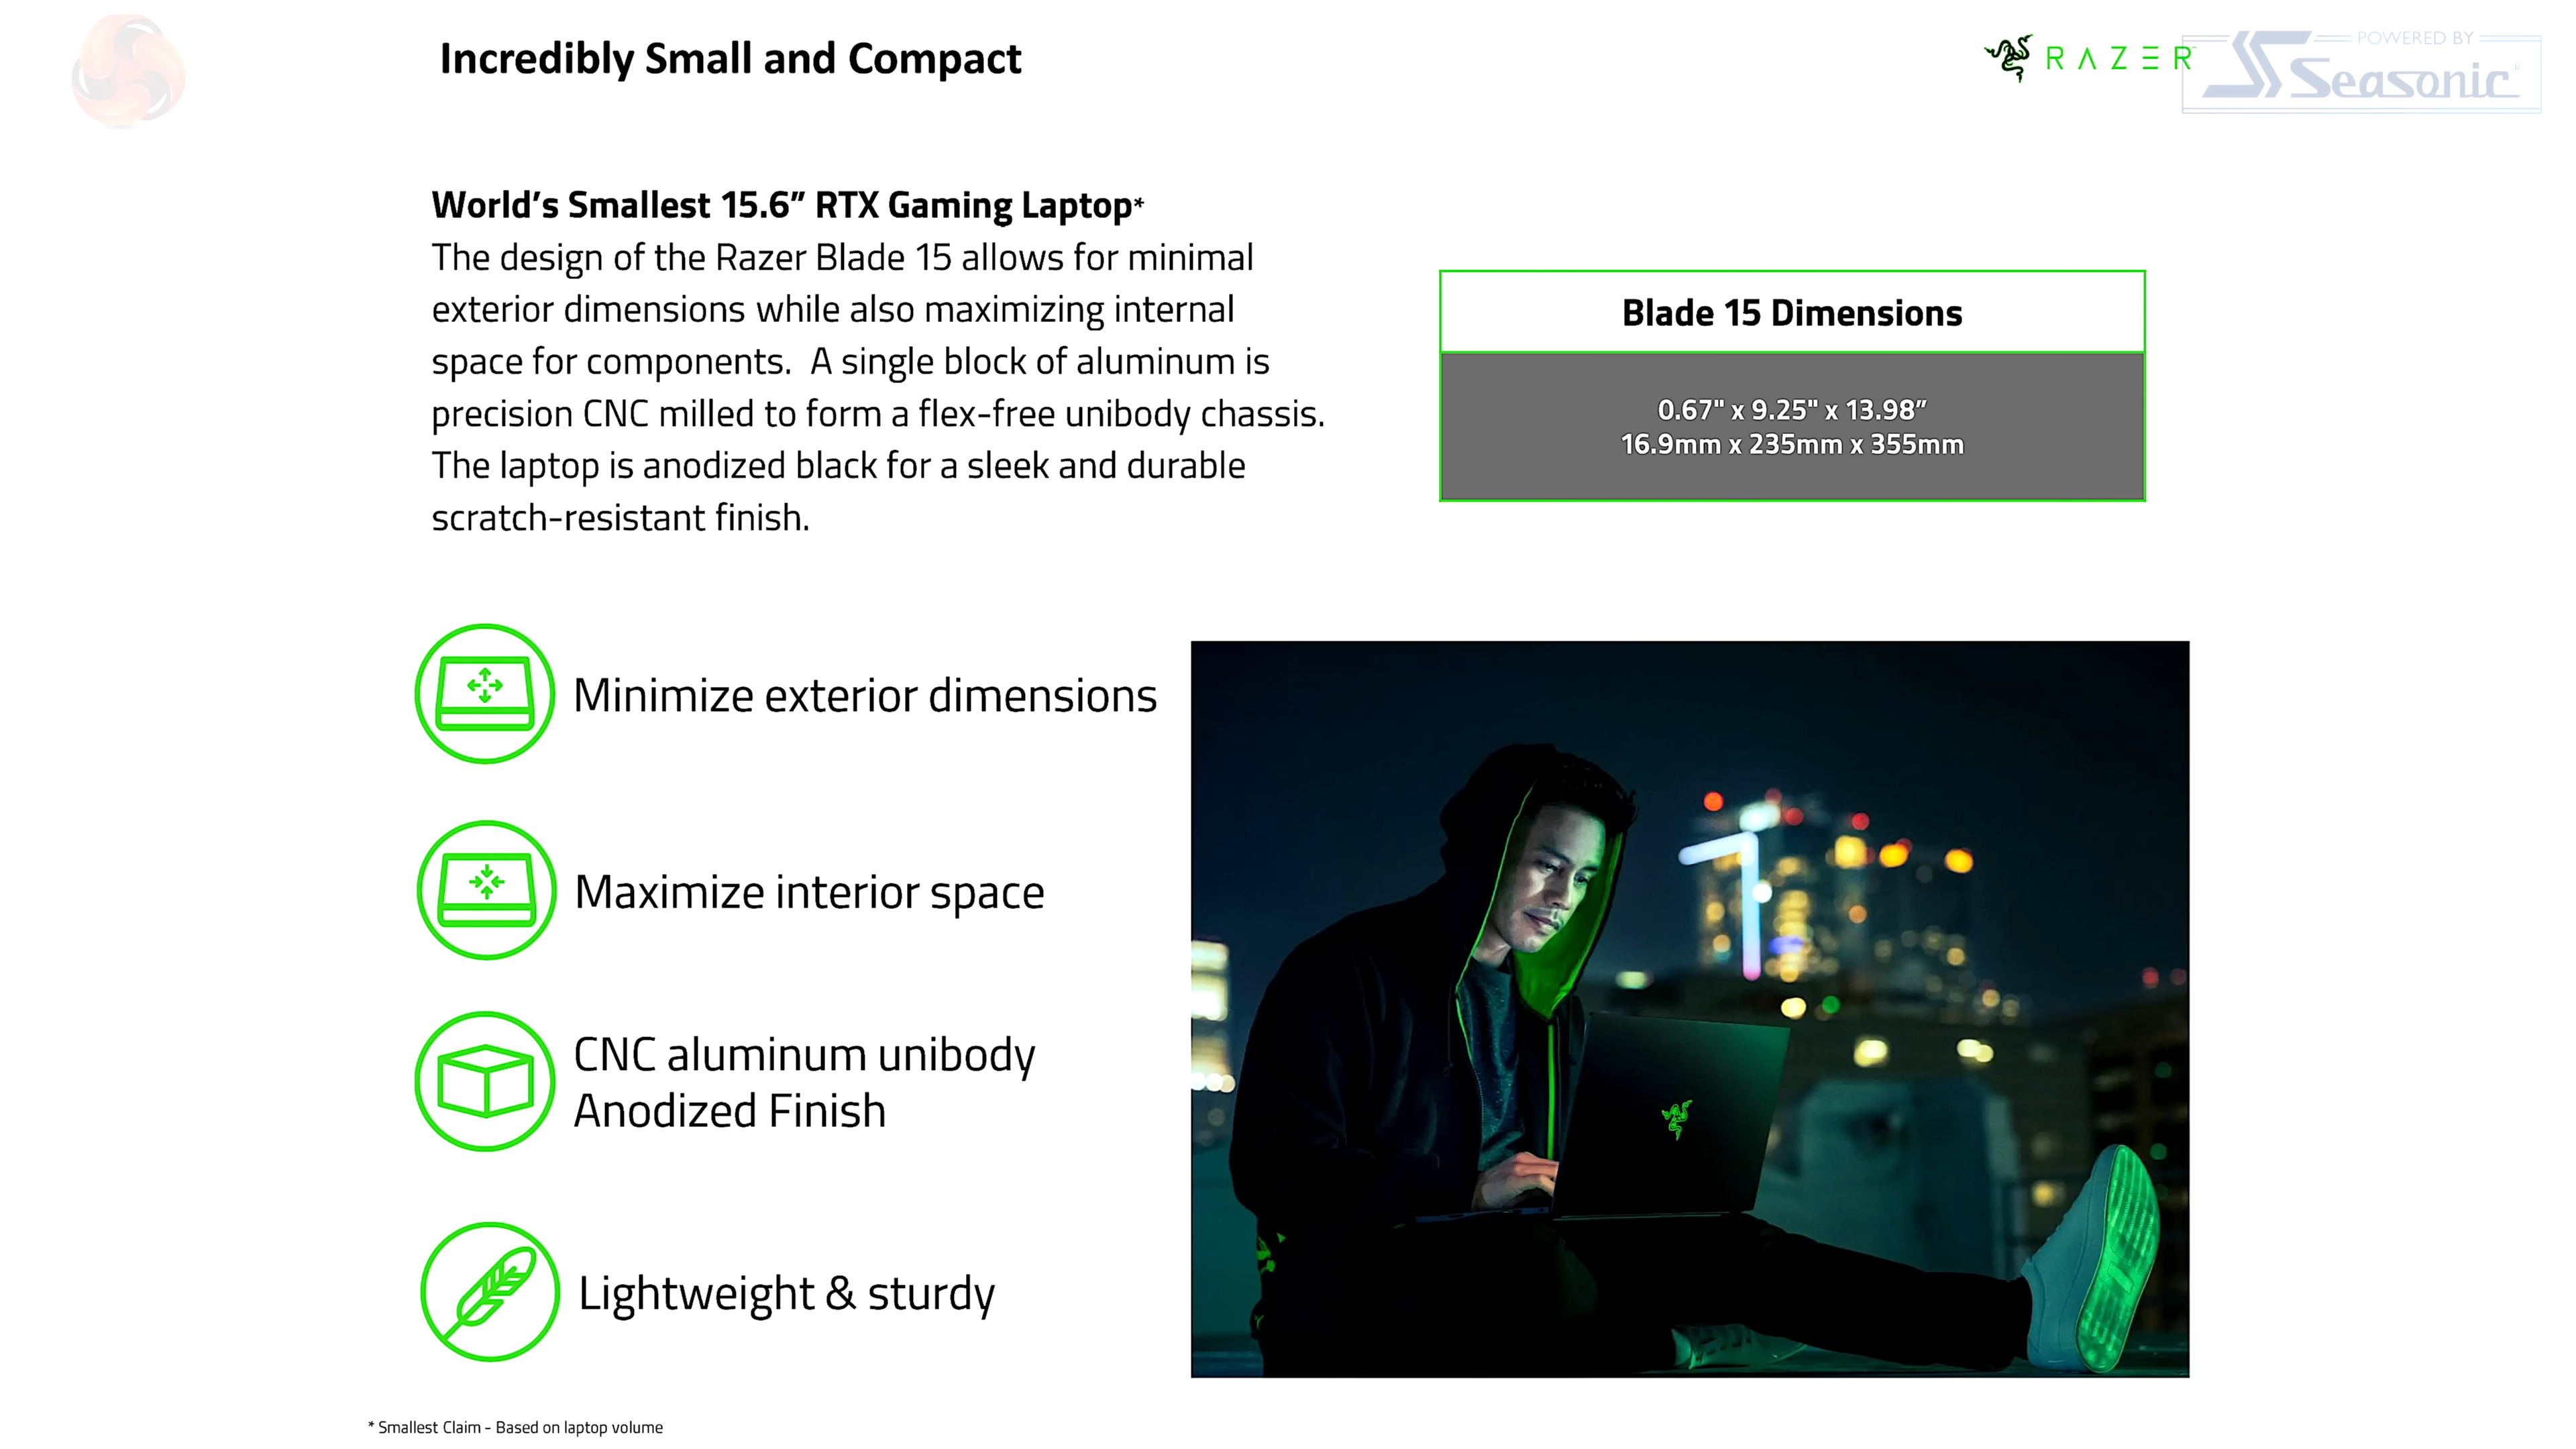 Incredibly Small and Compact
RAZER
POWERED BY
Seasonic
World’s Smallest 15.6” RTX Gaming Laptop*
The design of the Razer Blade 15 allows for minimal
exterior dimensions while also maximizing internal
space for components.  A single block of aluminum is
precision CNC milled to form a flex-free unibody chassis.
The laptop is anodized black for a sleek and durable
scratch-resistant finish.
Blade 15 Dimensions
0.67" x 9.25" x 13.98”
16.9mm x 235mm x 355mm
Minimize exterior dimensions
Maximize interior space
CNC aluminum unibody
Anodized Finish
Lightweight & sturdy
* Smallest Claim - Based on laptop volume